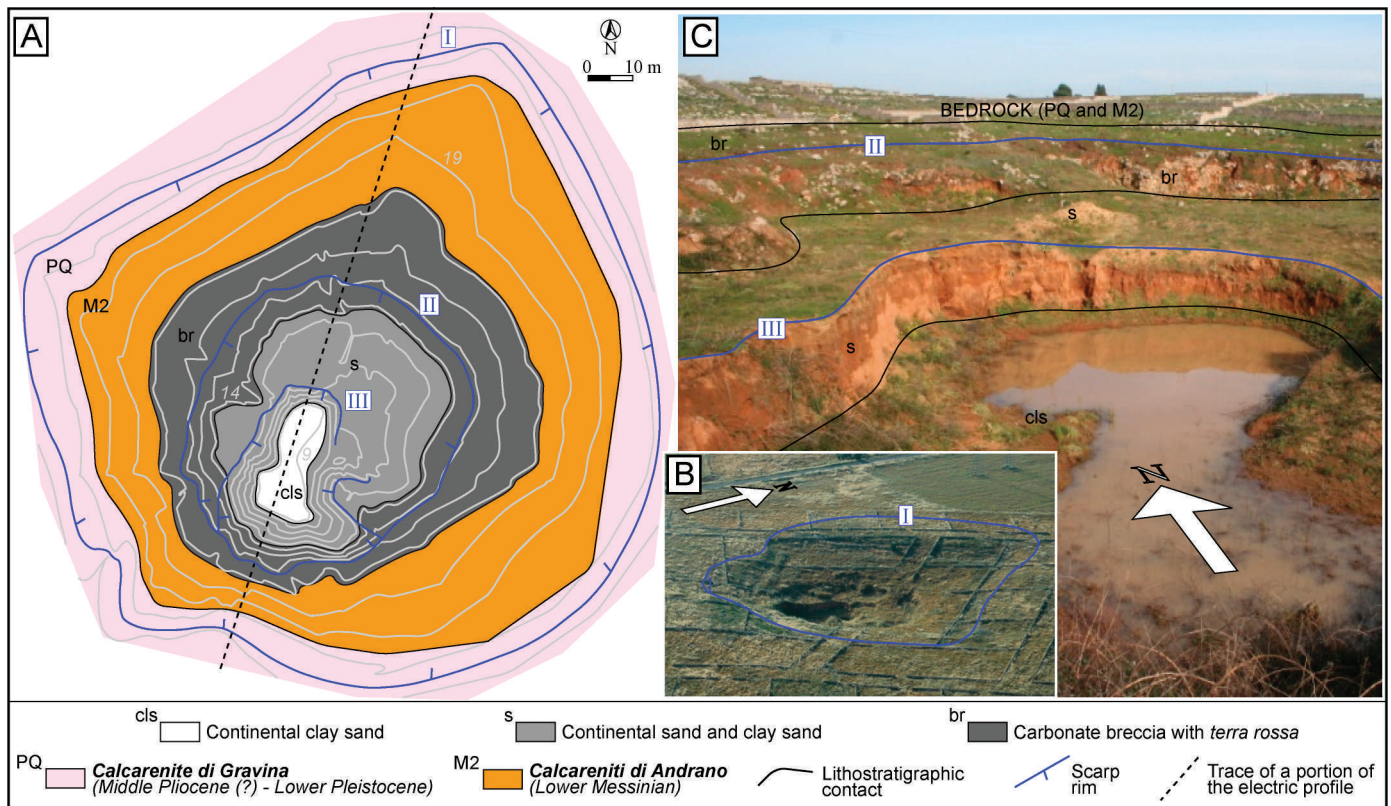 A
I
N
0 10 m
19
PQ
M2
II
br
s
14
III
9
cls
C
BEDROCK (PQ and M2)
br
II
br
s
III
s
cls
N
B
N
I
cls Continental clay sand
s Continental sand and clay sand
br Carbonate breccia with terra rossa
PQ Calcarenite di Gravina
(Middle Pliocene (?) - Lower Pleistocene)
M2 Calcareniti di Andrano
(Lower Messinian)
Lithostratigraphic
contact
Scarp
rim
Trace of a portion of
the electric profile